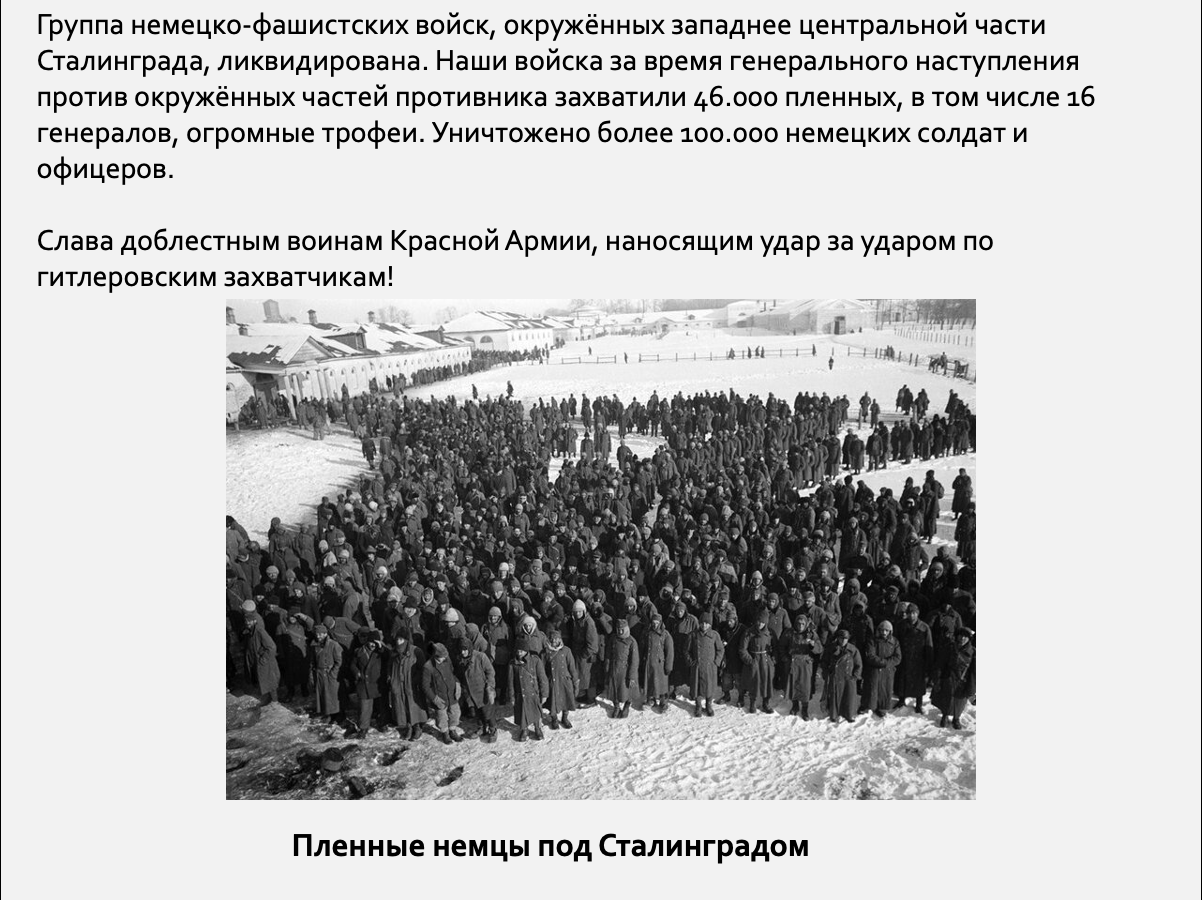 Группа немецко-фашистских войск, окружённых западнее центральной части
Сталинграда, ликвидирована. Наши войска за время генерального наступления
против окружённых частей противника захватили 46.000 пленных, в том числе 16
генералов, огромные трофеи. Уничтожено более 100.000 немецких солдат и
офицеров.
Слава доблестным воинам Красной Армии, наносящим удар за ударом по
гитлеровским захватчикам!
Пленные немцы под Сталинградом